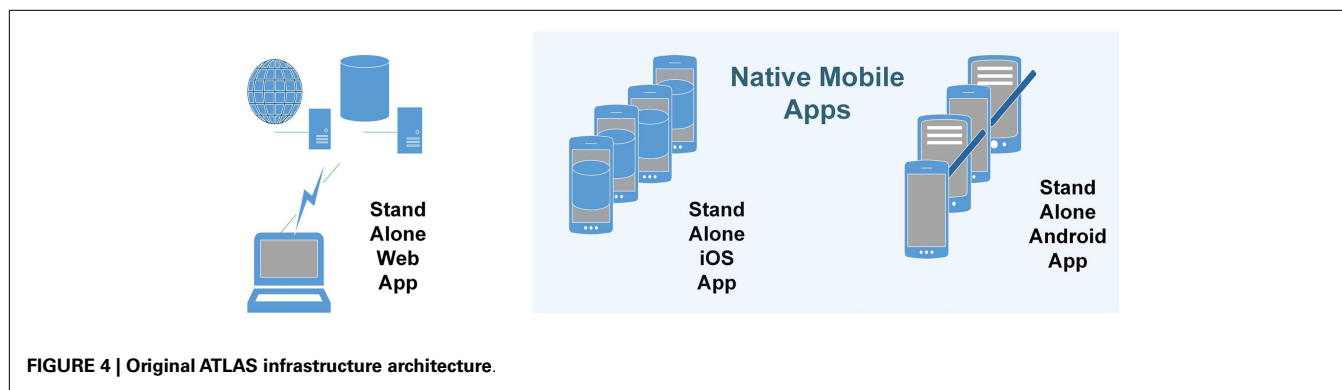 Native Mobile
Apps
Stand
Alone
Web
App
Stand
Alone
iOS
App
Stand
Alone
Android
App
FIGURE 4 | Original ATLAS infrastructure architecture.